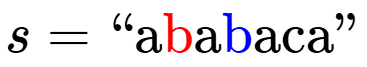 s = “ababaca”